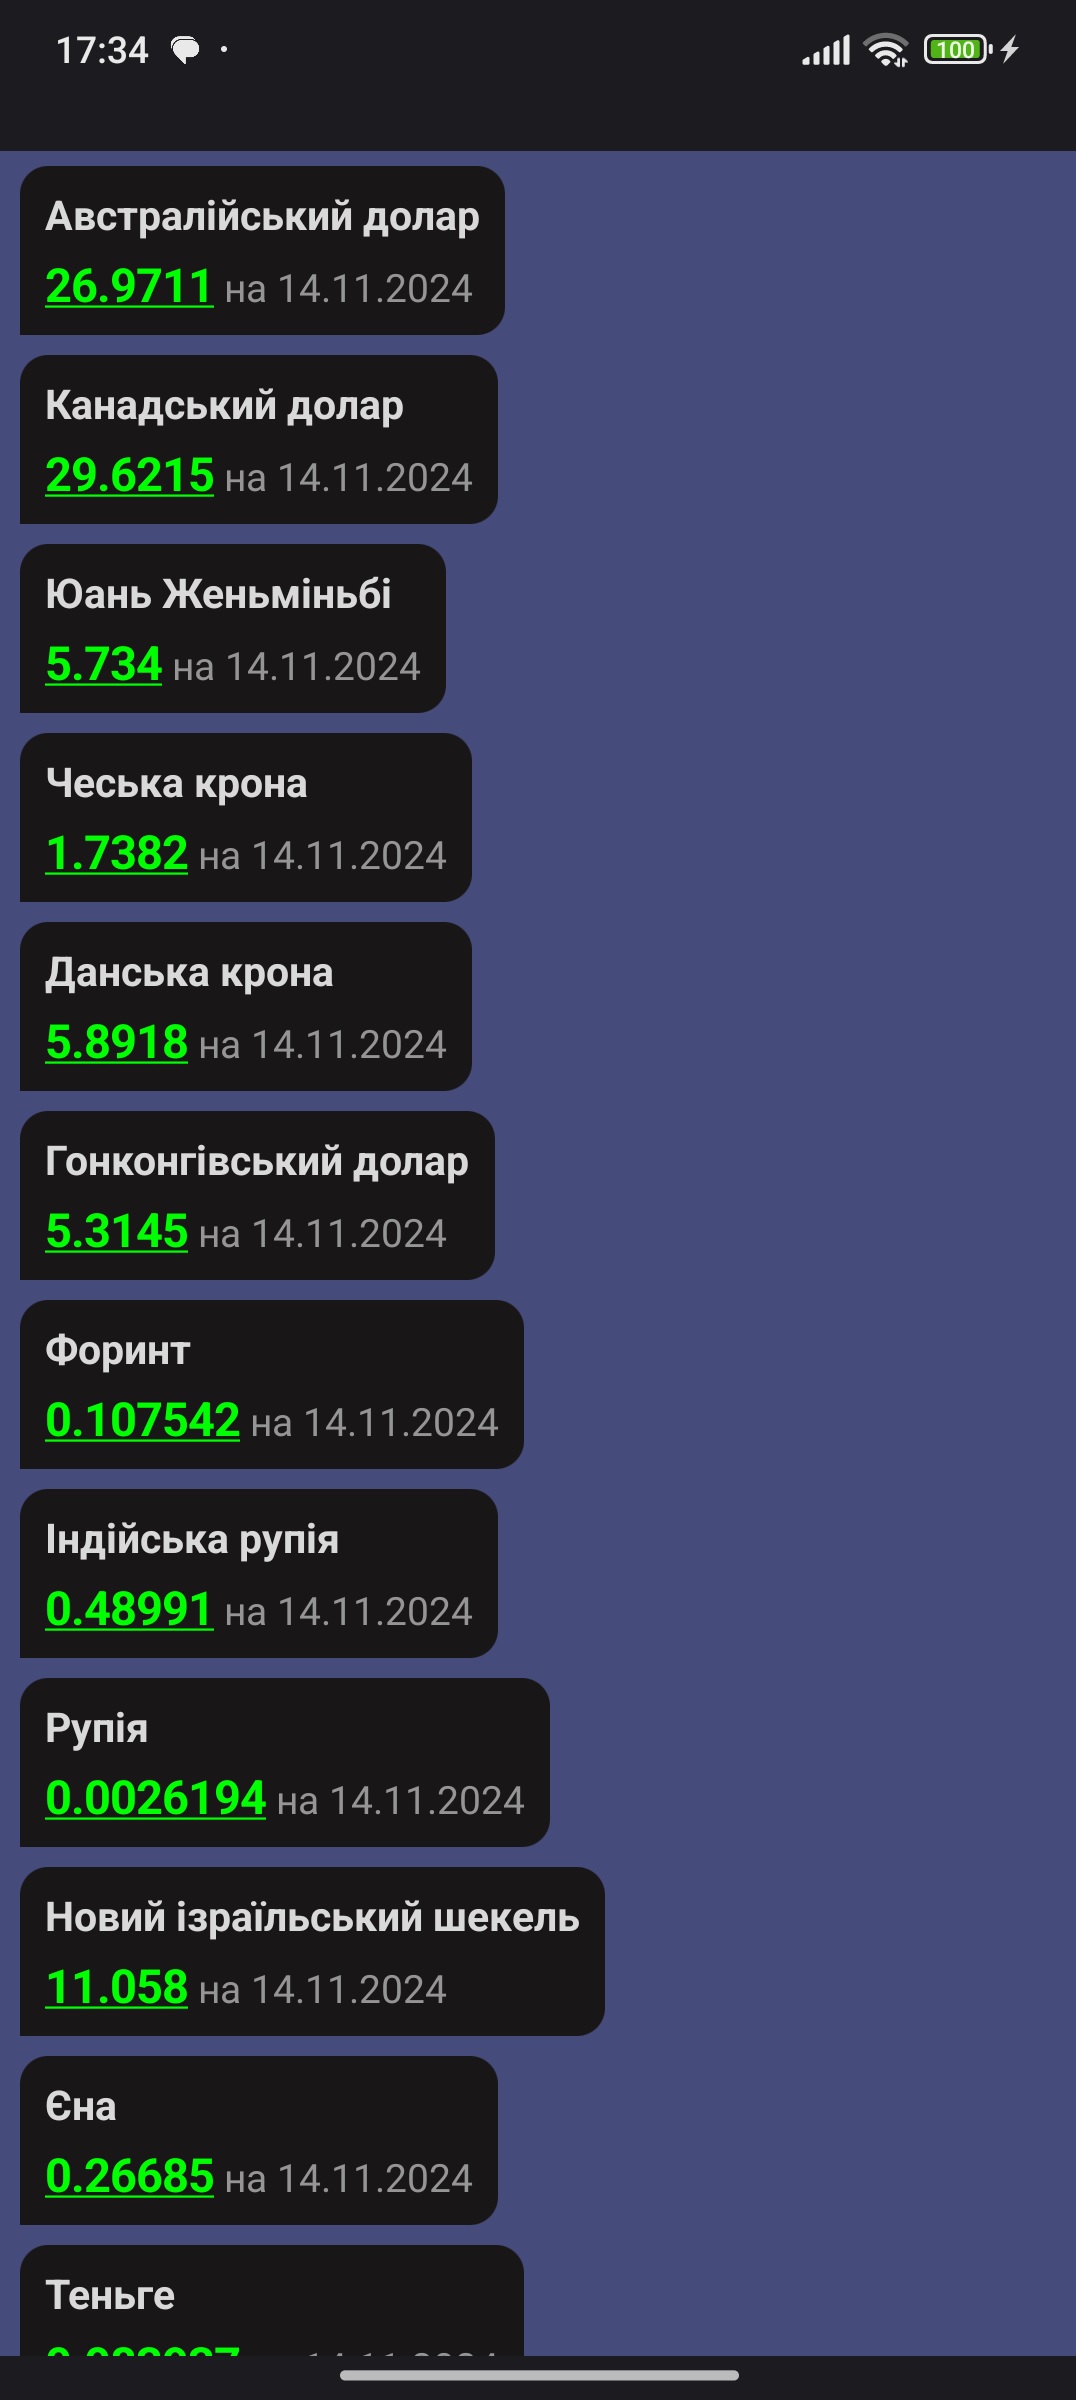 17:34
100
Австралійський долар
26.9711 на 14.11.2024
Канадський долар
29.6215 на 14.11.2024
Юань Женьміньбі
5.734 на 14.11.2024
Чеська крона
1.7382 на 14.11.2024
Данська крона
5.8918 на 14.11.2024
Гонконгівський долар
5.3145 на 14.11.2024
Форинт
0.107542 на 14.11.2024
Індійська рупія
0.48991 на 14.11.2024
Рупія
0.0026194 на 14.11.2024
Новий ізраїльський шекель
11.058 на 14.11.2024
Єна
0.26685 на 14.11.2024
Теньге